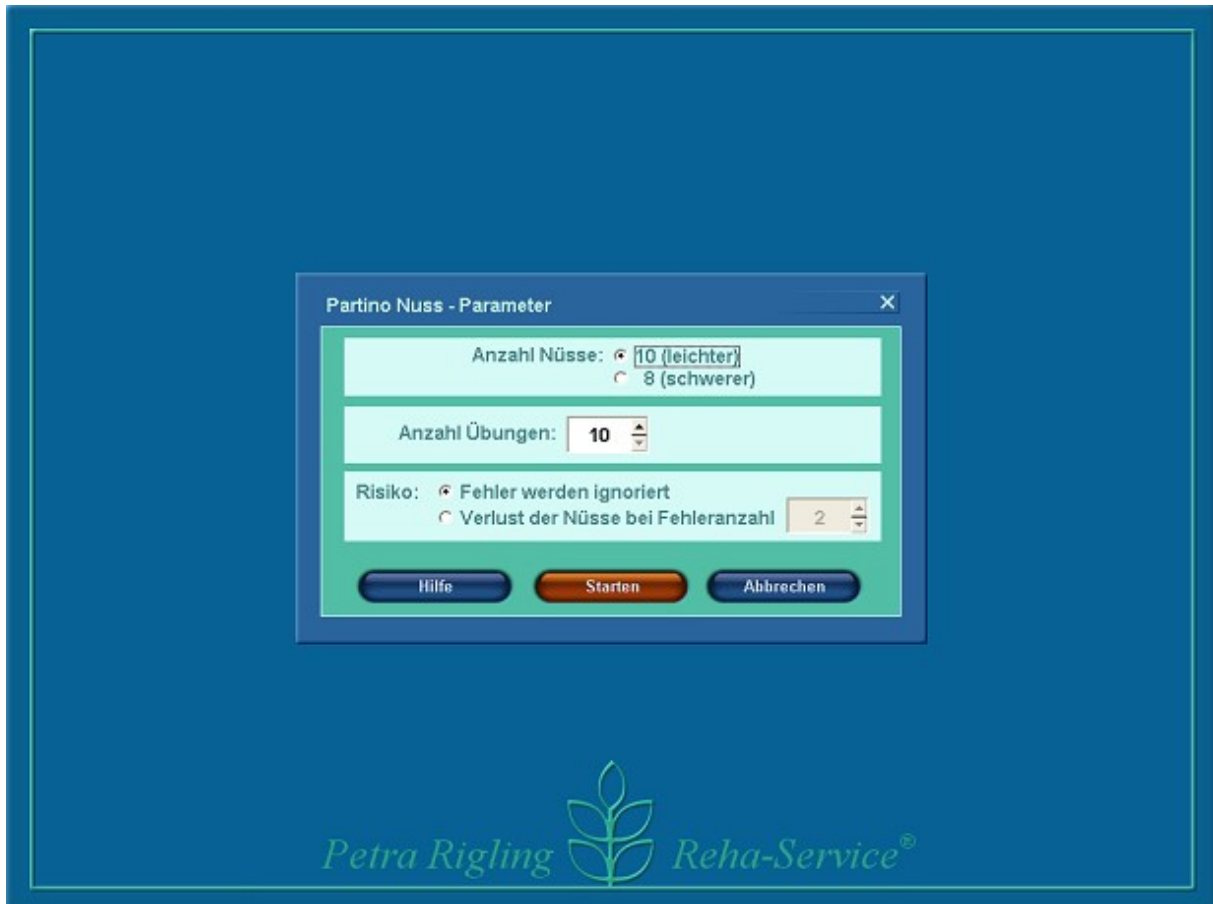 Partino Nuss - Parameter
Anzahl Nüsse: 10 (leichter)
8 (schwerer)
Anzahl Übungen: 10
Risiko: Fehler werden ignoriert
Verlust der Nüsse bei Fehleranzahl 2
Hilfe Starten Abbrechen
Petra Rigling Reha-Service®